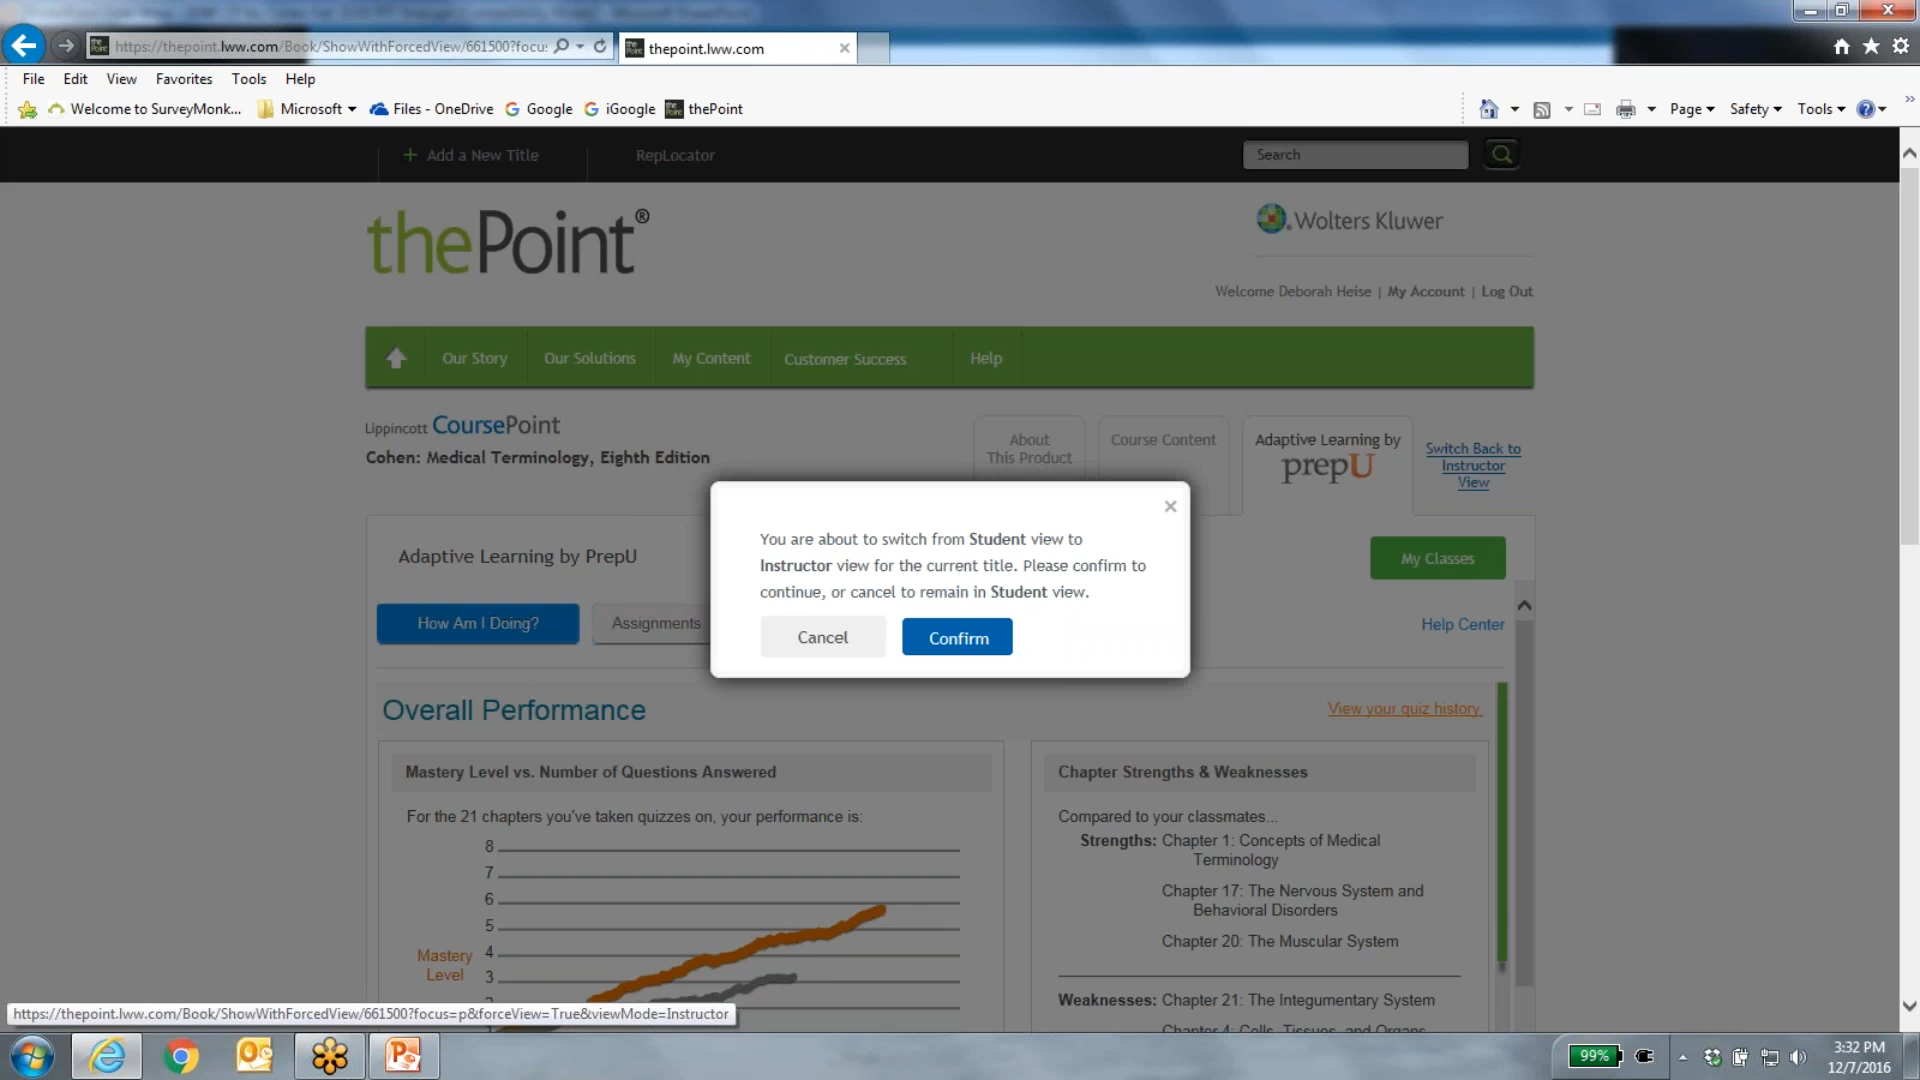 https://thepoint.lww.com/Book/ShowWithForcedView/661500?focu:
thepoint.lww.com
File Edit View Favorites Tools Help
Welcome to SurveyMonk... Microsoft Files - OneDrive Google iGoogle thePoint
Page Safety Tools
+ Add a New Title RepLocator Search
thePoint®
Wolters Kluwer
Welcome Deborah Heise | My Account | Log Out
Our Story Our Solutions My Content Customer Success Help
Lippincott CoursePoint
Cohen: Medical Terminology, Eighth Edition
About
This Product
Course Content
Adaptive Learning by
prepU
Switch Back to
Instructor
View
You are about to switch from Student view to
Instructor view for the current title. Please confirm to
continue, or cancel to remain in Student view.
Cancel Confirm
Adaptive Learning by PrepU
My Classes
How Am I Doing? Assignments
Help Center
Overall Performance
View your quiz history
Mastery Level vs. Number of Questions Answered
For the 21 chapters you've taken quizzes on, your performance is:
8
7
6
5
4
3
Mastery
Level
Chapter Strengths & Weaknesses
Compared to your classmates...
Strengths: Chapter 1: Concepts of Medical
Terminology
Chapter 17: The Nervous System and
Behavioral Disorders
Chapter 20: The Muscular System
Weaknesses: Chapter 21: The Integumentary System
Chapter 4: Cells, Tissues, and Organs
https://thepoint.lww.com/Book/ShowWithForcedView/661500?focus=p&forceView=True&viewMode=Instructor
99%
3:32 PM
12/7/2016